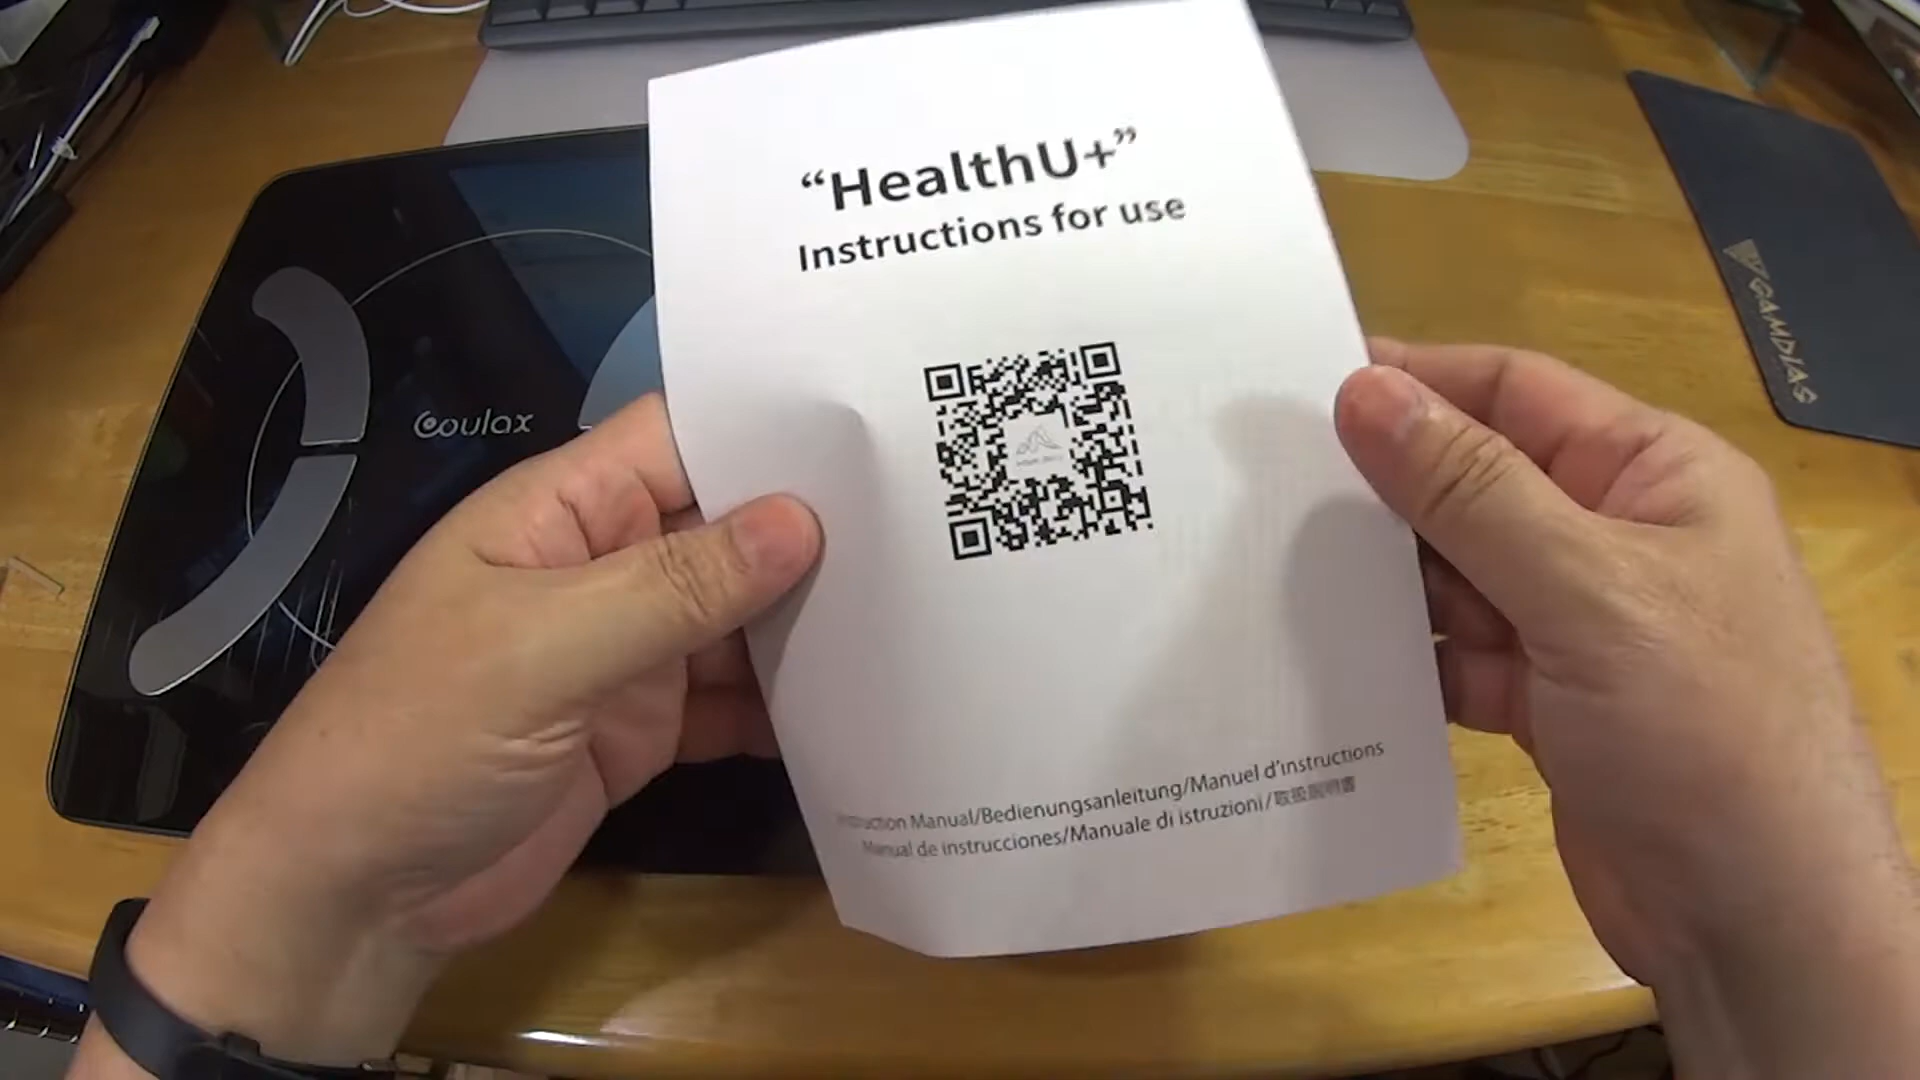 “HealthU+”
Instructions for use
Coulax
GAMDIAS
Instruction Manual/Bedienungsanleitung/Manuel d’instructions
Manual de instrucciones/Manuale di istruzioni/取扱説明書